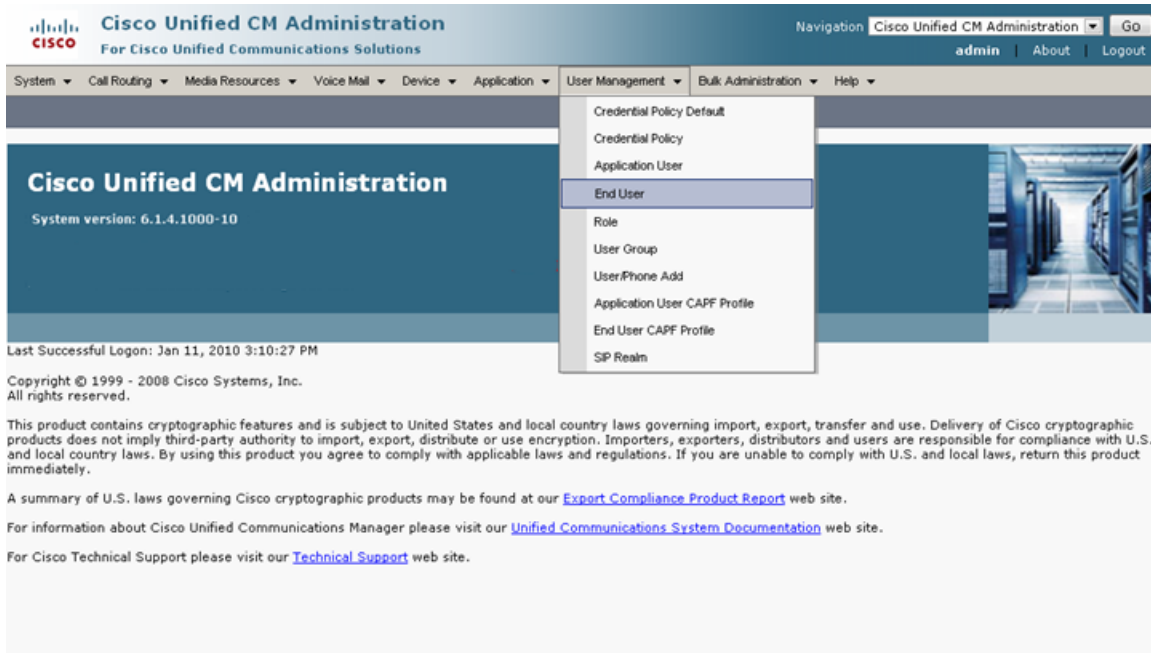 Cisco Unified CM Administration
Navigation Cisco Unified CM Administration Go
CISCO
For Cisco Unified Communications Solutions
admin | About | Logout
System Call Routing Media Resources Voice Mail Device Application User Management Bulk Administration Help
Credential Policy Default
Credential Policy
Application User
End User
Role
User Group
User/Phone Add
Application User CAPF Profile
End User CAPF Profile
SIP Realm
Cisco Unified CM Administration
System version: 6.1.4.1000-10
Last Successful Logon: Jan 11, 2010 3:10:27 PM
Copyright © 1999 - 2008 Cisco Systems, Inc.
All rights reserved.
This product contains cryptographic features and is subject to United States and local country laws governing import, export, transfer and use. Delivery of Cisco cryptographic
products does not imply third-party authority to import, export, distribute or use encryption. Importers, exporters, distributors and users are responsible for compliance with U.S.
and local country laws. By using this product you agree to comply with applicable laws and regulations. If you are unable to comply with U.S. and local laws, return this product
immediately.
A summary of U.S. laws governing Cisco cryptographic products may be found at our Export Compliance Product Report web site.
For information about Cisco Unified Communications Manager please visit our Unified Communications System Documentation web site.
For Cisco Technical Support please visit our Technical Support web site.